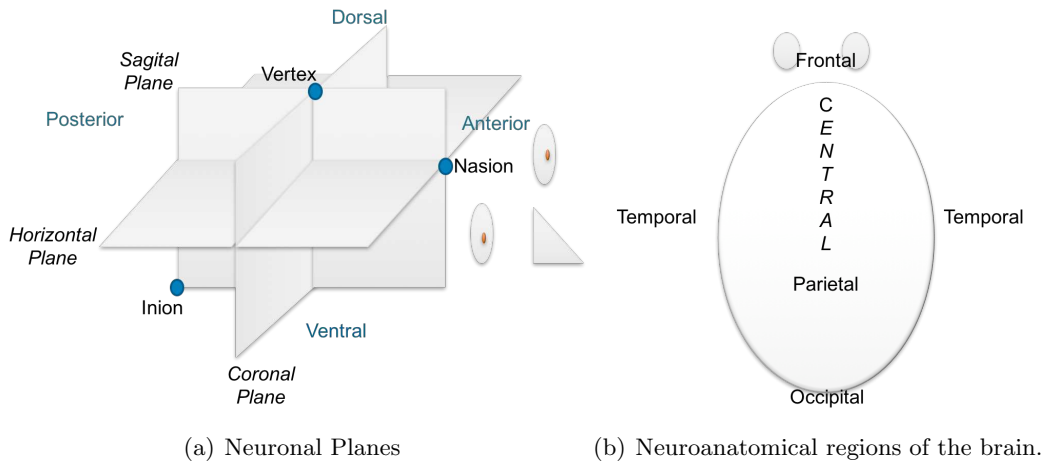 Dorsal
Sagital
Plane
Vertex
Posterior
Anterior
Nasion
Horizontal
Plane
Inion
Ventral
Coronal
Plane
(a) Neuronal Planes
Frontal
C
E
N
T
R
A
L
Temporal
Temporal
Parietal
Occipital
(b) Neuroanatomical regions of the brain.